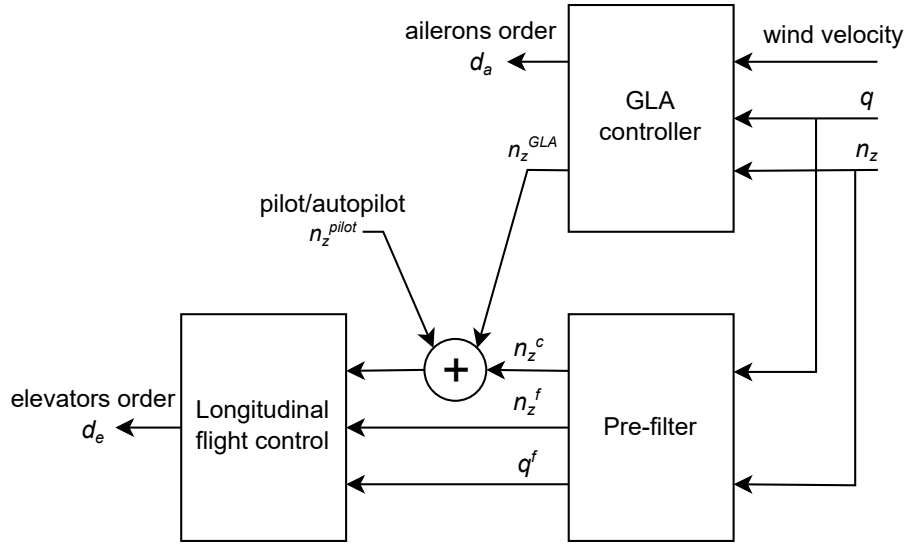 ailerons order
d_a
GLA
controller
wind velocity
q
n_z
n_z^GLA
pilot/autopilot
n_z^pilot
+
n_z^c
n_z^f
q^f
Longitudinal
flight control
Pre-filter
elevators order
d_e